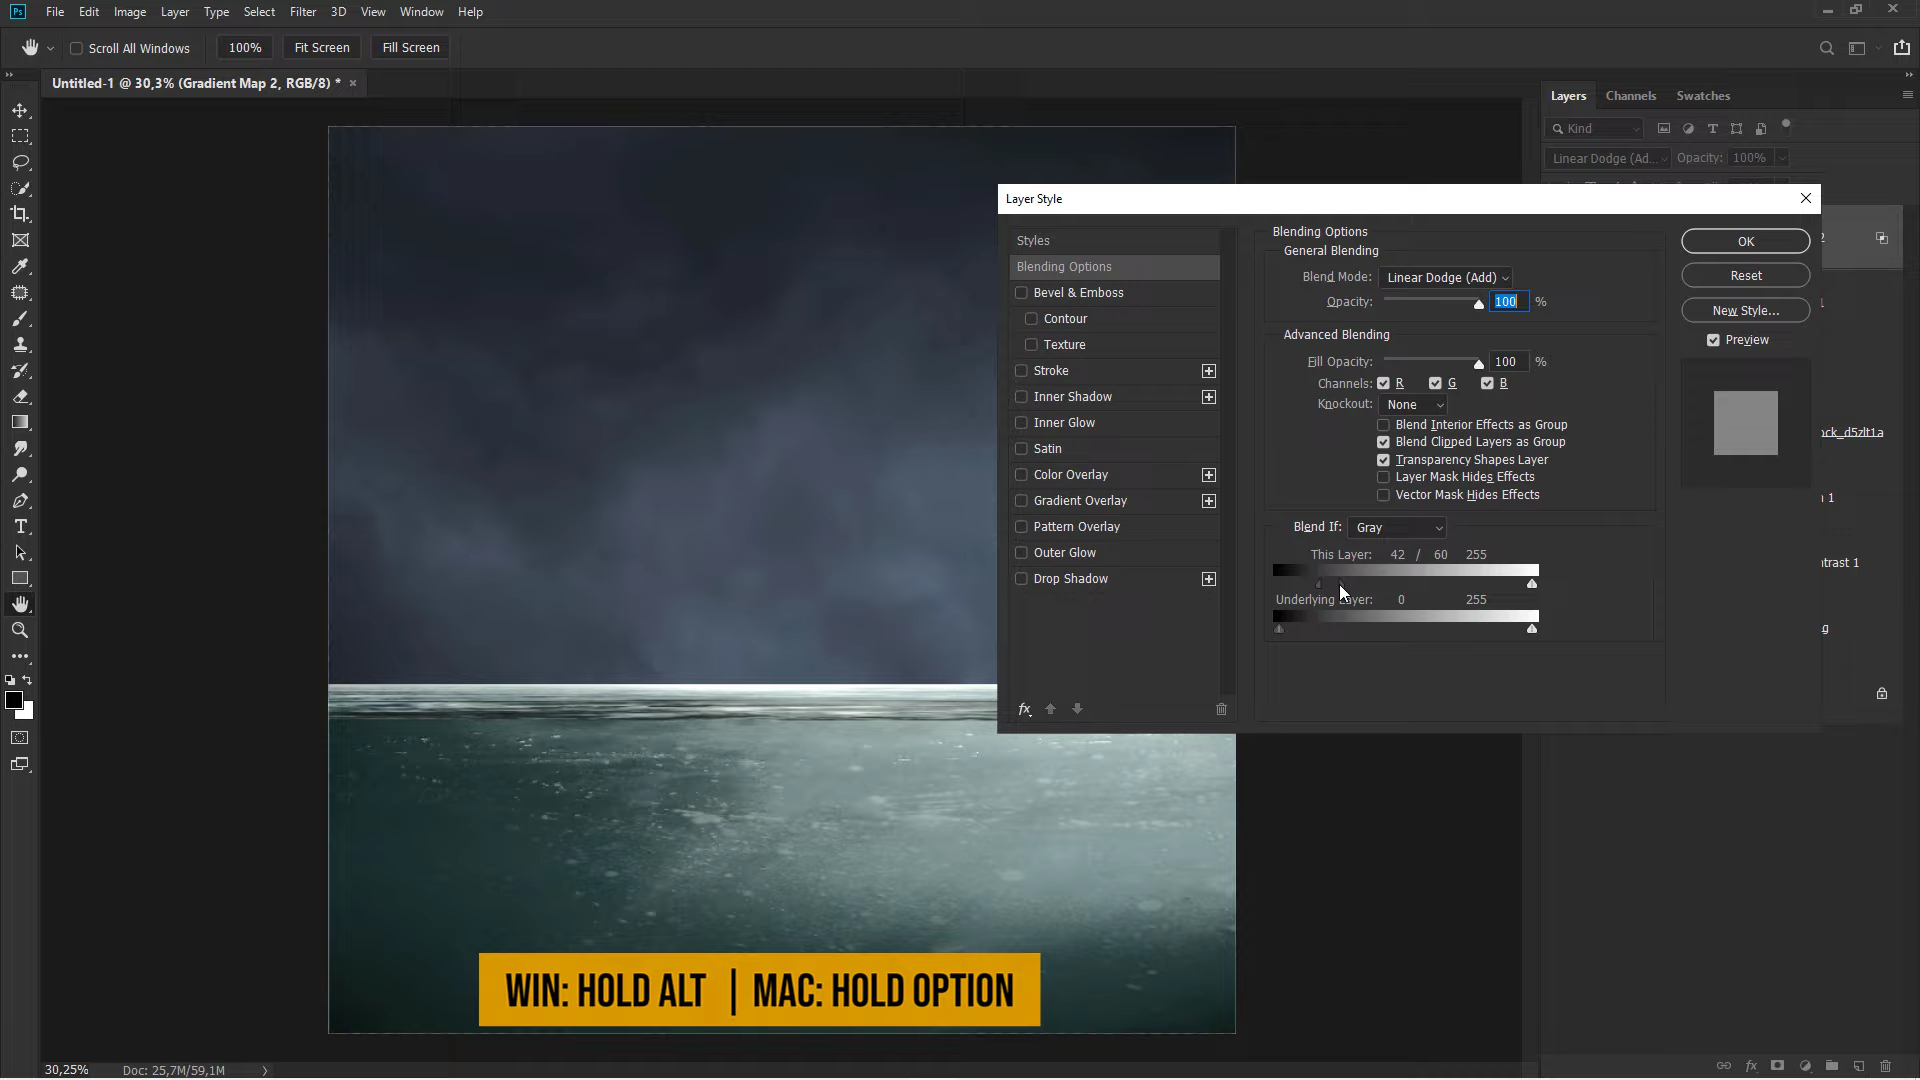 Ps File Edit Image Layer Type Select Filter 3D View Window Help
Scroll All Windows 100% Fit Screen Fill Screen
Untitled-1 @ 30,3% (Gradient Map 2, RGB/8) * ×
Layers Channels Swatches
Kind
Linear Dodge (Ad... Opacity: 100%
Layer Style
Styles
Blending Options
Bevel & Emboss
Contour
Texture
Stroke
Inner Shadow
Inner Glow
Satin
Color Overlay
Gradient Overlay
Pattern Overlay
Outer Glow
Drop Shadow
fx
Blending Options
General Blending
Blend Mode: Linear Dodge (Add)
Opacity: 100 %
Advanced Blending
Fill Opacity: 100 %
Channels: R G B
Knockout: None
Blend Interior Effects as Group
Blend Clipped Layers as Group
Transparency Shapes Layer
Layer Mask Hides Effects
Vector Mask Hides Effects
Blend If: Gray
This Layer: 42 / 60 255
Underlying Layer: 0 255
OK
Reset
New Style...
Preview
2
1
ock_d5zlt1a
n 1
trast 1
g
WIN: HOLD ALT | MAC: HOLD OPTION
30,25% Doc: 25,7M/59,1M
fx